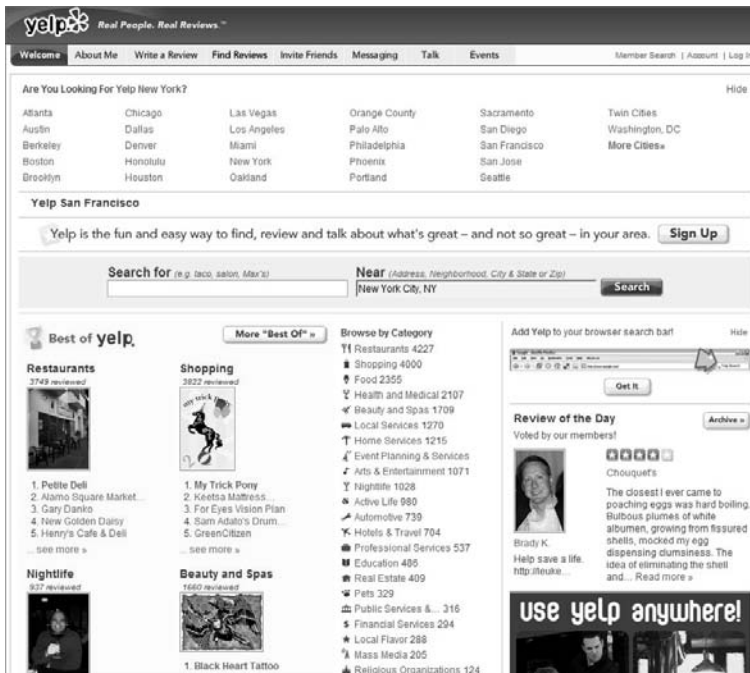 yelp Real People. Real Reviews.™
Welcome About Me Write a Review Find Reviews Invite Friends Messaging Talk Events Member Search | Account | Log In
Are You Looking For Yelp New York? Hide
Atlanta Chicago Las Vegas Orange County Sacramento Twin Cities
Austin Dallas Los Angeles Palo Alto San Diego Washington, DC
Berkeley Denver Miami Philadelphia San Francisco More Cities»
Boston Honolulu New York Phoenix San Jose
Brooklyn Houston Oakland Portland Seattle
Yelp San Francisco
Yelp is the fun and easy way to find, review and talk about what's great – and not so great – in your area. Sign Up
Search for (e.g. taco, salon, Max's) Near (Address, Neighborhood, City & State or Zip)
New York City, NY Search
Best of yelp. More "Best Of" »
Restaurants
3749 reviewed
1. Petite Deli
2. Alamo Square Market...
3. Gary Danko
4. New Golden Daisy
5. Henry's Cafe & Deli
... see more »
Shopping
3822 reviewed
my trick pony
1. My Trick Pony
2. Keetsa Mattress...
3. For Eyes Vision Plan
4. Sam Adato's Drum...
5. GreenCitizen
... see more »
Nightlife
937 reviewed
Beauty and Spas
1660 reviewed
1. Black Heart Tattoo
Browse by Category
Restaurants 4227
Shopping 4000
Food 2355
Health and Medical 2107
Beauty and Spas 1709
Local Services 1270
Home Services 1215
Event Planning & Services
Arts & Entertainment 1071
Nightlife 1028
Active Life 980
Automotive 739
Hotels & Travel 704
Professional Services 537
Education 486
Real Estate 409
Pets 329
Public Services &... 316
Financial Services 294
Local Flavor 288
Mass Media 205
Religious Organizations 124
Add Yelp to your browser search bar! Hide
Get It
Review of the Day Archive »
Voted by our members!
Chouquet's
The closest I ever came to
poaching eggs was hard boiling.
Bulbous plumes of white
albumen, growing from fissured
shells, mocked my egg
dispensing clumsiness. The
idea of eliminating the shell
and... Read more »
Brady K.
Help save a life.
http://leuke...
use yelp anywhere!